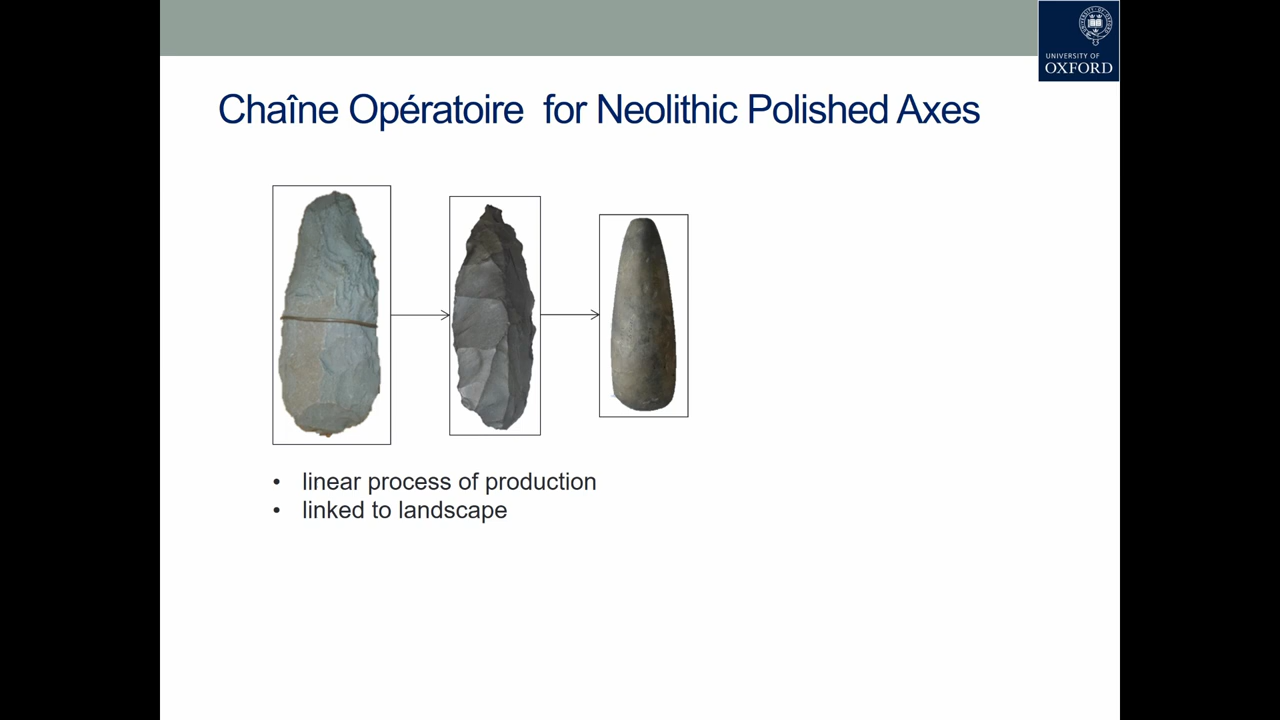 UNIVERSITY OF
OXFORD
Chaîne Opératoire for Neolithic Polished Axes
• linear process of production
• linked to landscape